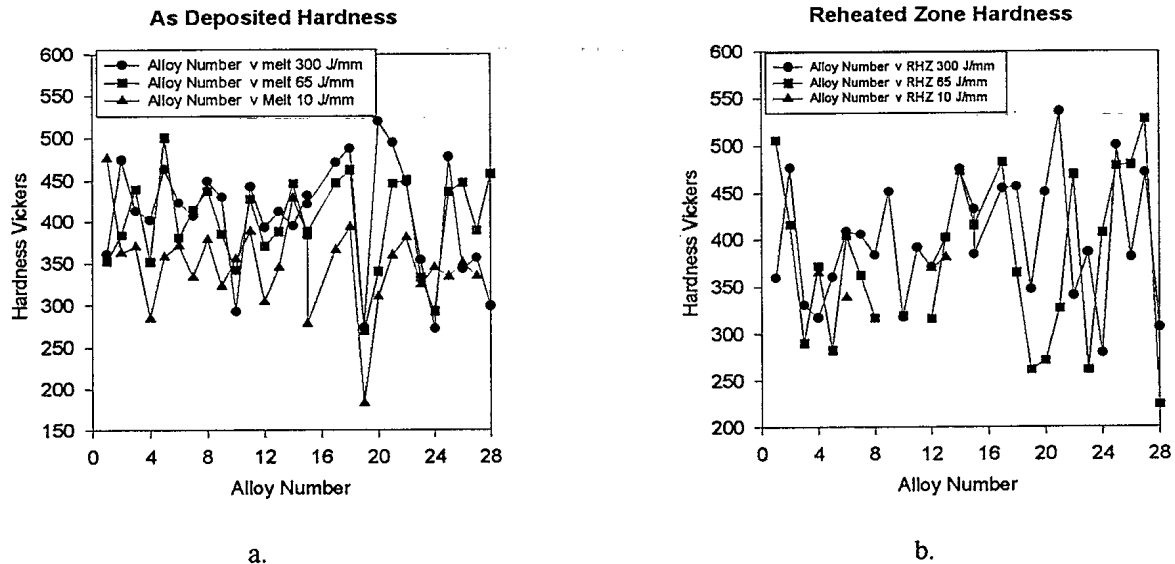 As Deposited Hardness
600
550
500
450
400
350
300
250
200
150
Hardness Vickers
Alloy Number v melt 300 J/mm
Alloy Number v melt 65 J/mm
Alloy Number v Melt 10 J/mm
0 4 8 12 16 20 24 28
Alloy Number
a.
Reheated Zone Hardness
600
550
500
450
400
350
300
250
200
Hardness Vickers
Alloy Number v RHZ 300 J/mm
Alloy Number v RHZ 65 J/mm
Alloy Number v RHZ 10 J/mm
0 4 8 12 16 20 24 28
Alloy Number
b.